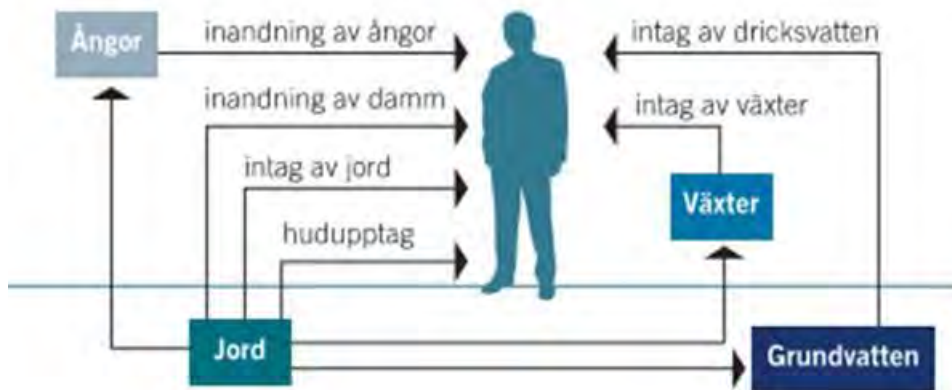 Ångor
inandning av ångor
intag av dricksvatten
inandning av damm
intag av växter
intag av jord
Växter
hudupptag
Jord
Grundvatten